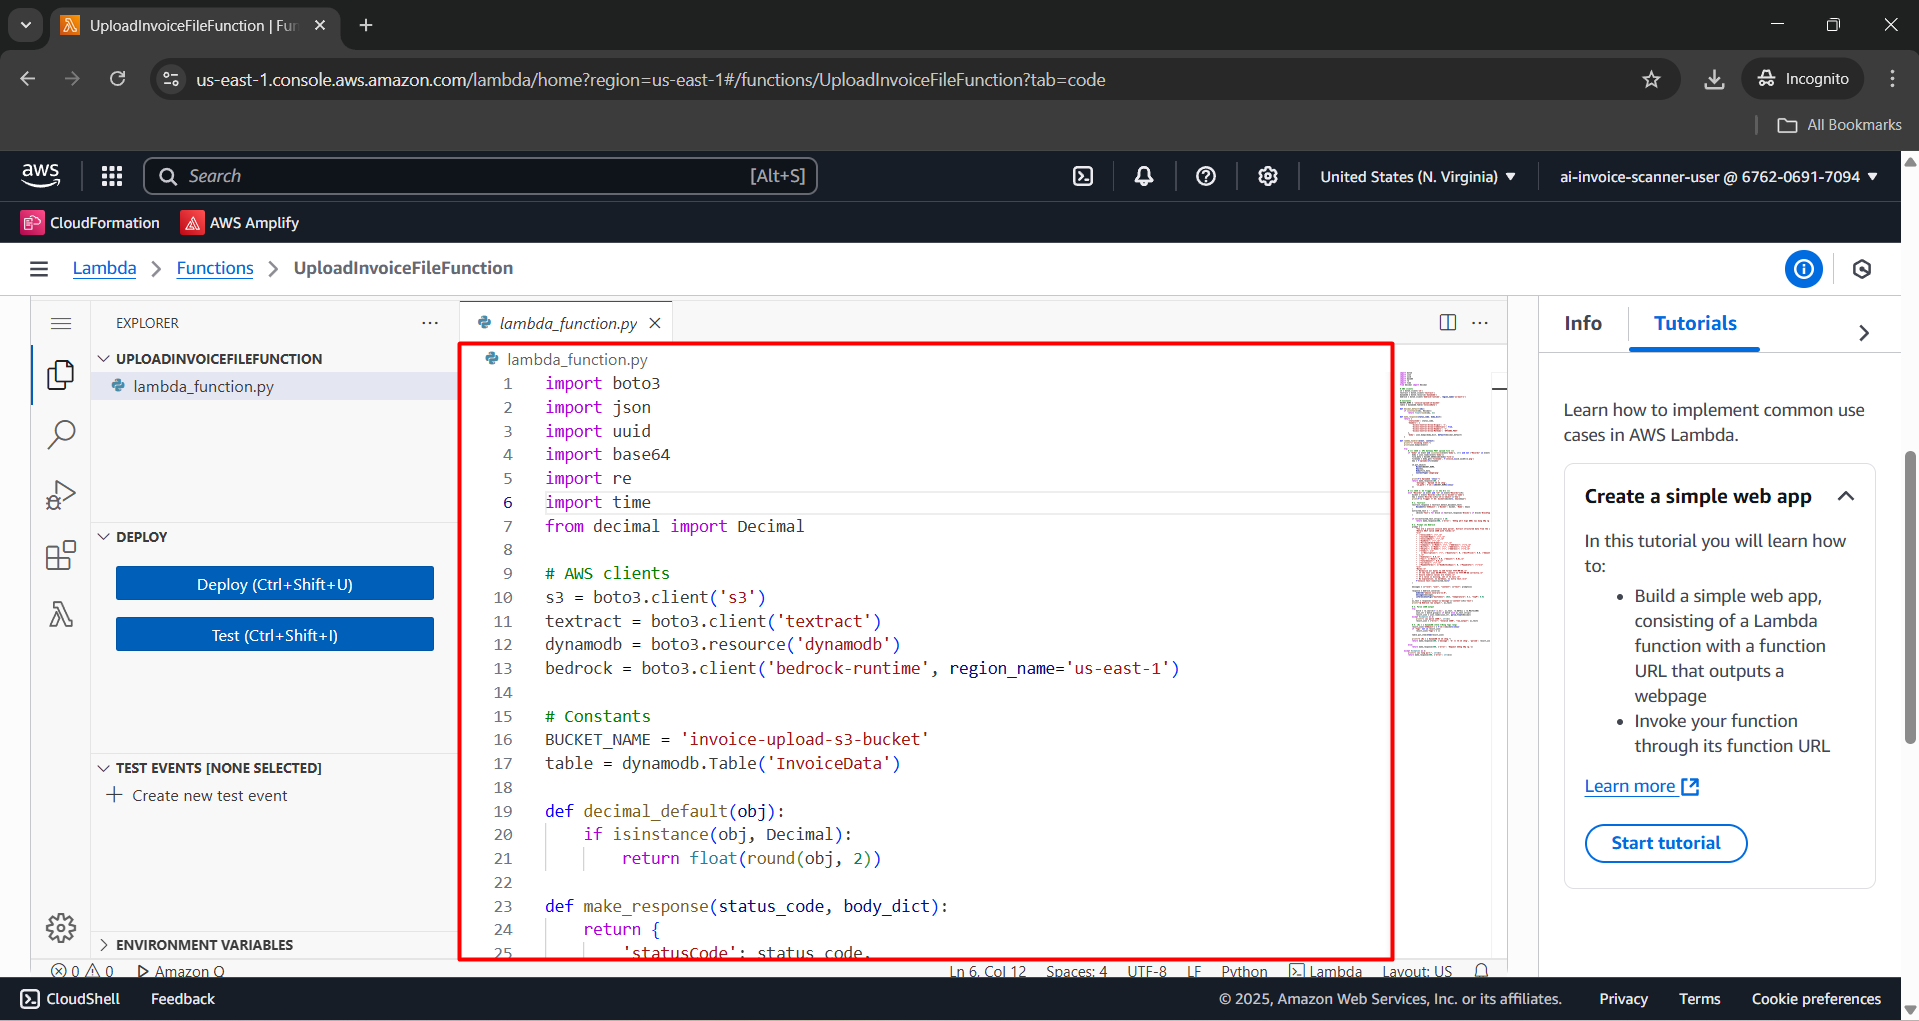 UploadInvoiceFileFunction | Fun
us-east-1.console.aws.amazon.com/lambda/home?region=us-east-1#/functions/UploadInvoiceFileFunction?tab=code
Incognito
All Bookmarks
aws
Search
[Alt+S]
United States (N. Virginia)
ai-invoice-scanner-user @ 6762-0691-7094
CloudFormation
AWS Amplify
Lambda
Functions
UploadInvoiceFileFunction
EXPLORER
UPLOADINVOICEFILEFUNCTION
lambda_function.py
DEPLOY
Deploy (Ctrl+Shift+U)
Test (Ctrl+Shift+I)
TEST EVENTS [NONE SELECTED]
Create new test event
ENVIRONMENT VARIABLES
lambda_function.py
lambda_function.py
1 import boto3
2 import json
3 import uuid
4 import base64
5 import re
6 import time
7 from decimal import Decimal
8
9 # AWS clients
10 s3 = boto3.client('s3')
11 textract = boto3.client('textract')
12 dynamodb = boto3.resource('dynamodb')
13 bedrock = boto3.client('bedrock-runtime', region_name='us-east-1')
14
15 # Constants
16 BUCKET_NAME = 'invoice-upload-s3-bucket'
17 table = dynamodb.Table('InvoiceData')
18
19 def decimal_default(obj):
20     if isinstance(obj, Decimal):
21         return float(round(obj, 2))
22
23 def make_response(status_code, body_dict):
24     return {
25         'statusCode': status_code,
Info
Tutorials
Learn how to implement common use
cases in AWS Lambda.
Create a simple web app
In this tutorial you will learn how
to:
• Build a simple web app,
consisting of a Lambda
function with a function
URL that outputs a
webpage
• Invoke your function
through its function URL
Learn more
Start tutorial
0 0 Amazon Q
Ln 6, Col 12 Spaces: 4 UTF-8 LF Python Lambda Layout: US
CloudShell
Feedback
© 2025, Amazon Web Services, Inc. or its affiliates.
Privacy
Terms
Cookie preferences